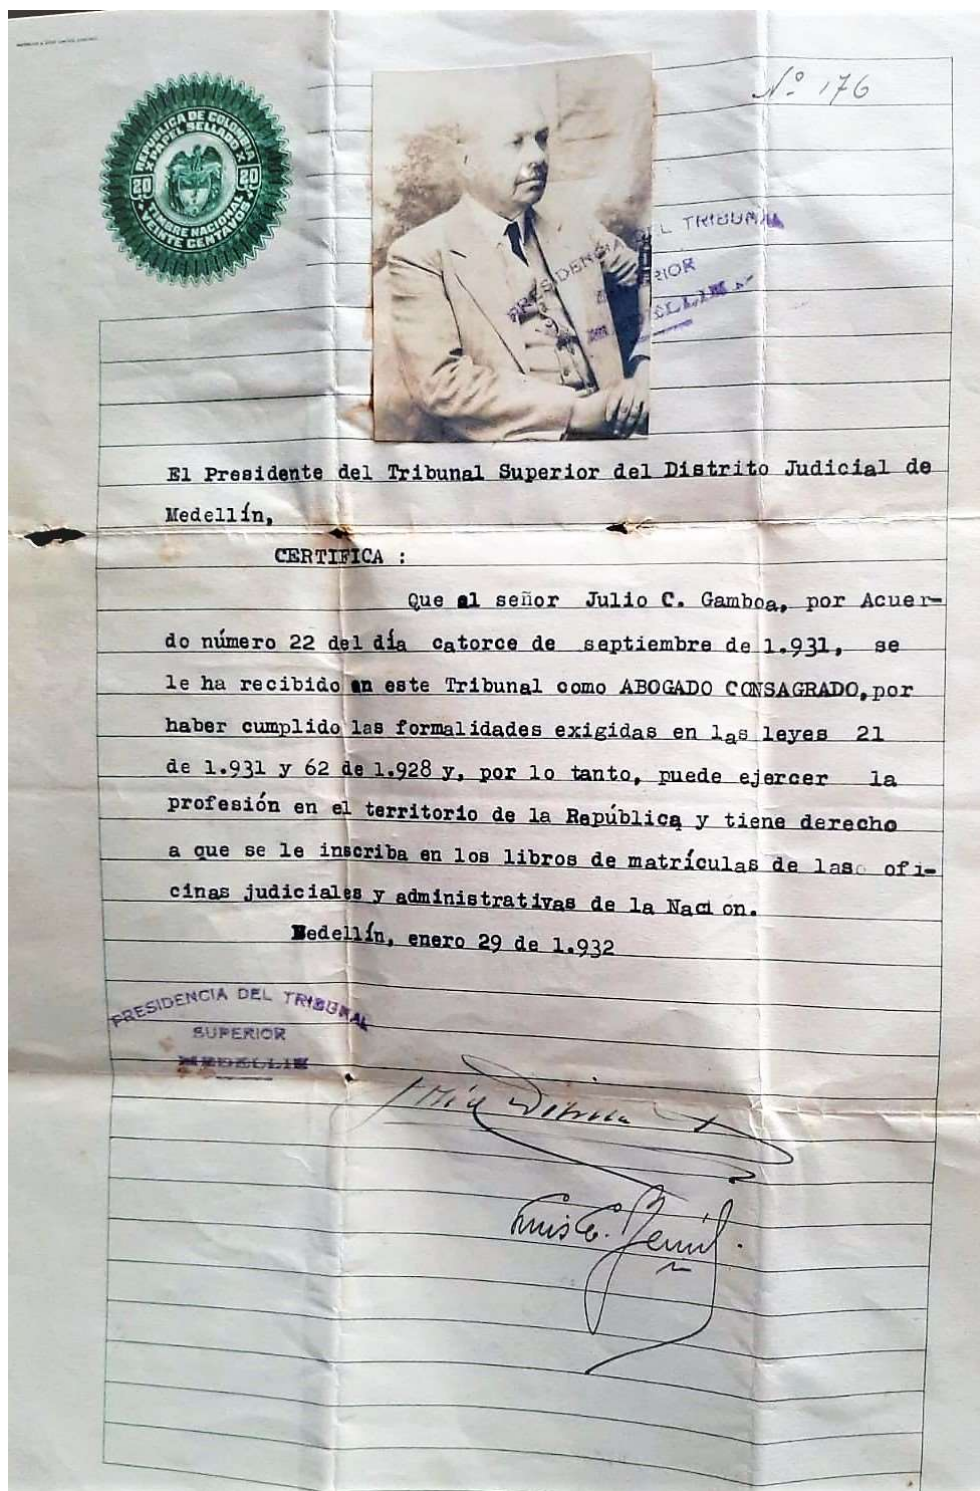 Nº 176
REPUBLICA DE COLOMBIA
PAPEL SELLADO
20 20
TIMBRE NACIONAL
VEINTE CENTAVOS
PRESIDENCIA DEL TRIBUNAL
SUPERIOR
MEDELLIN
El Presidente del Tribunal Superior del Distrito Judicial de
Medellín,
CERTIFICA :
Que al señor Julio C. Gamboa, por Acuer-
do número 22 del día catorce de septiembre de 1.931, se
le ha recibido en este Tribunal como ABOGADO CONSAGRADO, por
haber cumplido las formalidades exigidas en las leyes 21
de 1.931 y 62 de 1.928 y, por lo tanto, puede ejercer la
profesión en el territorio de la República y tiene derecho
a que se le inscriba en los libros de matrículas de las ofi-
cinas judiciales y administrativas de la Nación.
Medellín, enero 29 de 1.932
PRESIDENCIA DEL TRIBUNAL
SUPERIOR
MEDELLIN
Luis E.